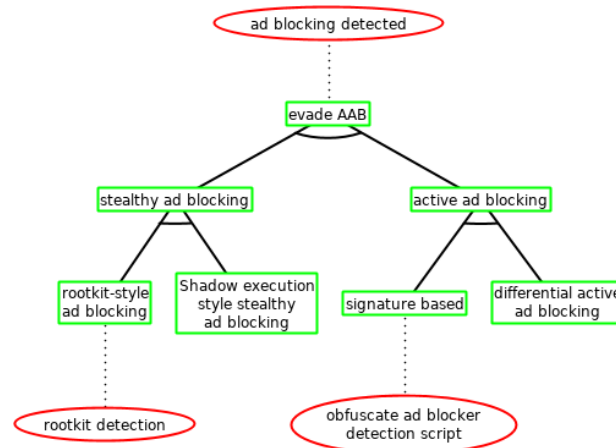 ad blocking detected
evade AAB
stealthy ad blocking
active ad blocking
rootkit-style
ad blocking
Shadow execution
style stealthy
ad blocking
signature based
differential active
ad blocking
rootkit detection
obfuscate ad blocker
detection script